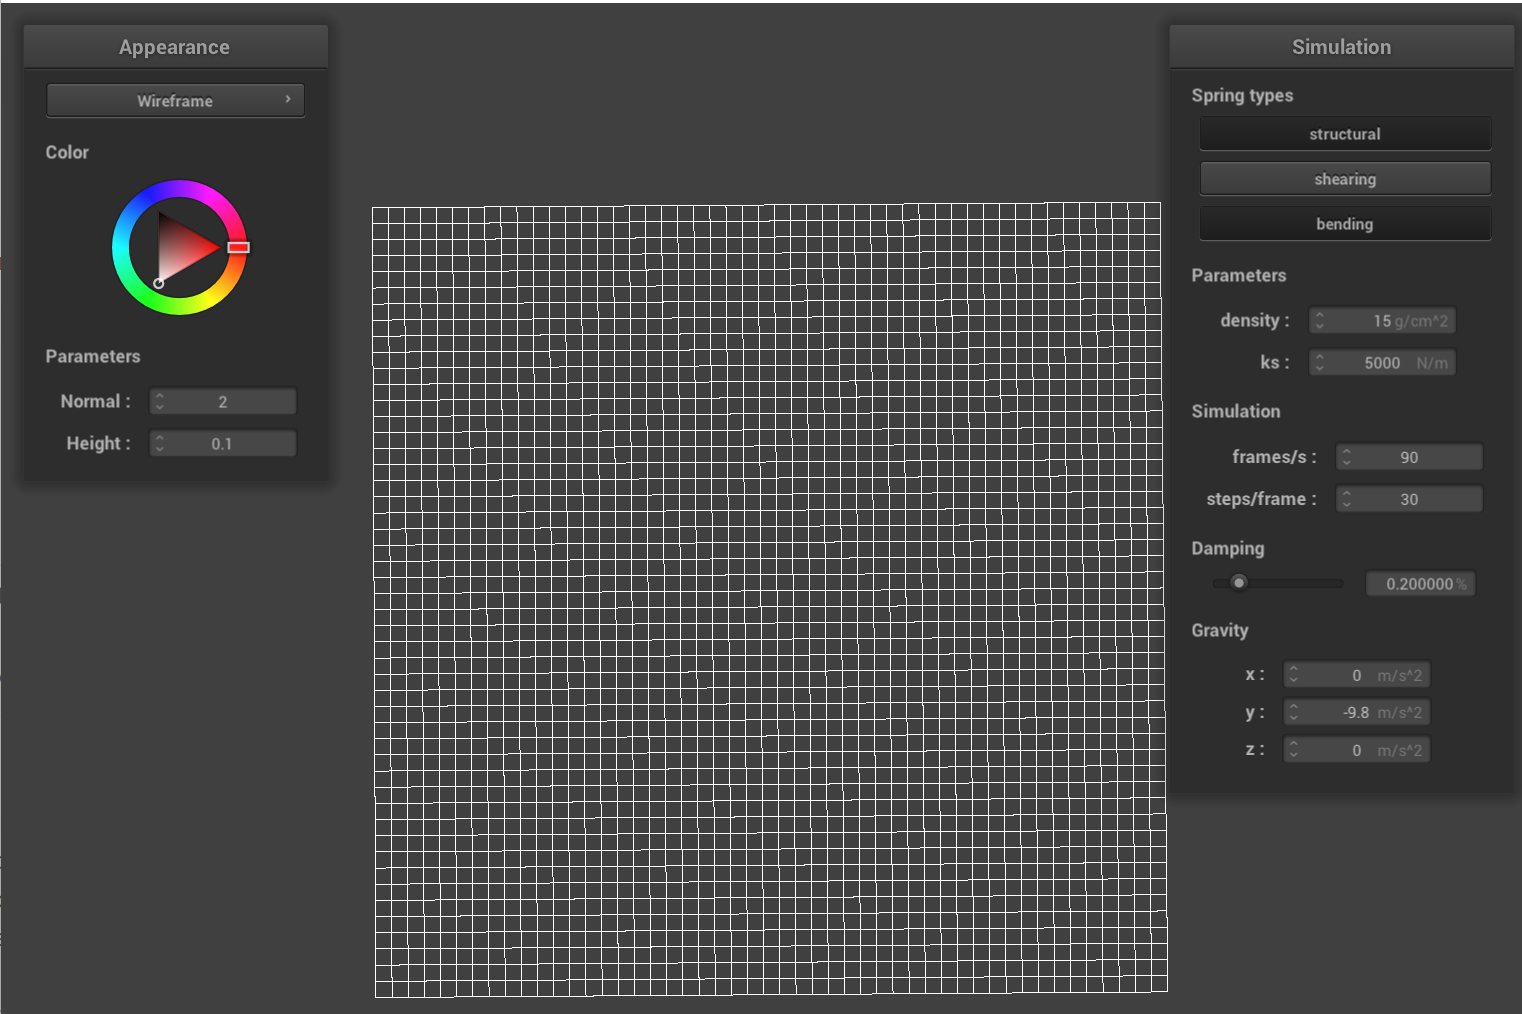 Appearance
Wireframe
Color
Parameters
Normal : 2
Height : 0.1
Simulation
Spring types
structural
shearing
bending
Parameters
density : 15 g/cm^2
ks : 5000 N/m
Simulation
frames/s : 90
steps/frame : 30
Damping
0.200000 %
Gravity
x : 0 m/s^2
y : -9.8 m/s^2
z : 0 m/s^2